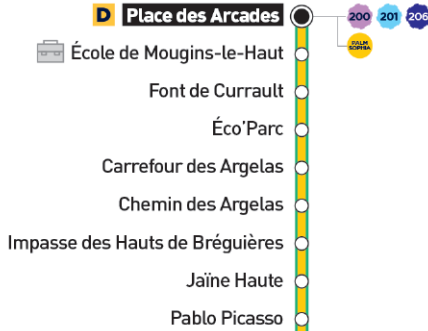 D Place des Arcades 200 201 206
PALM SOPHIA
École de Mougins-le-Haut
Font de Currault
Éco'Parc
Carrefour des Argelas
Chemin des Argelas
Impasse des Hauts de Bréguières
Jaïne Haute
Pablo Picasso